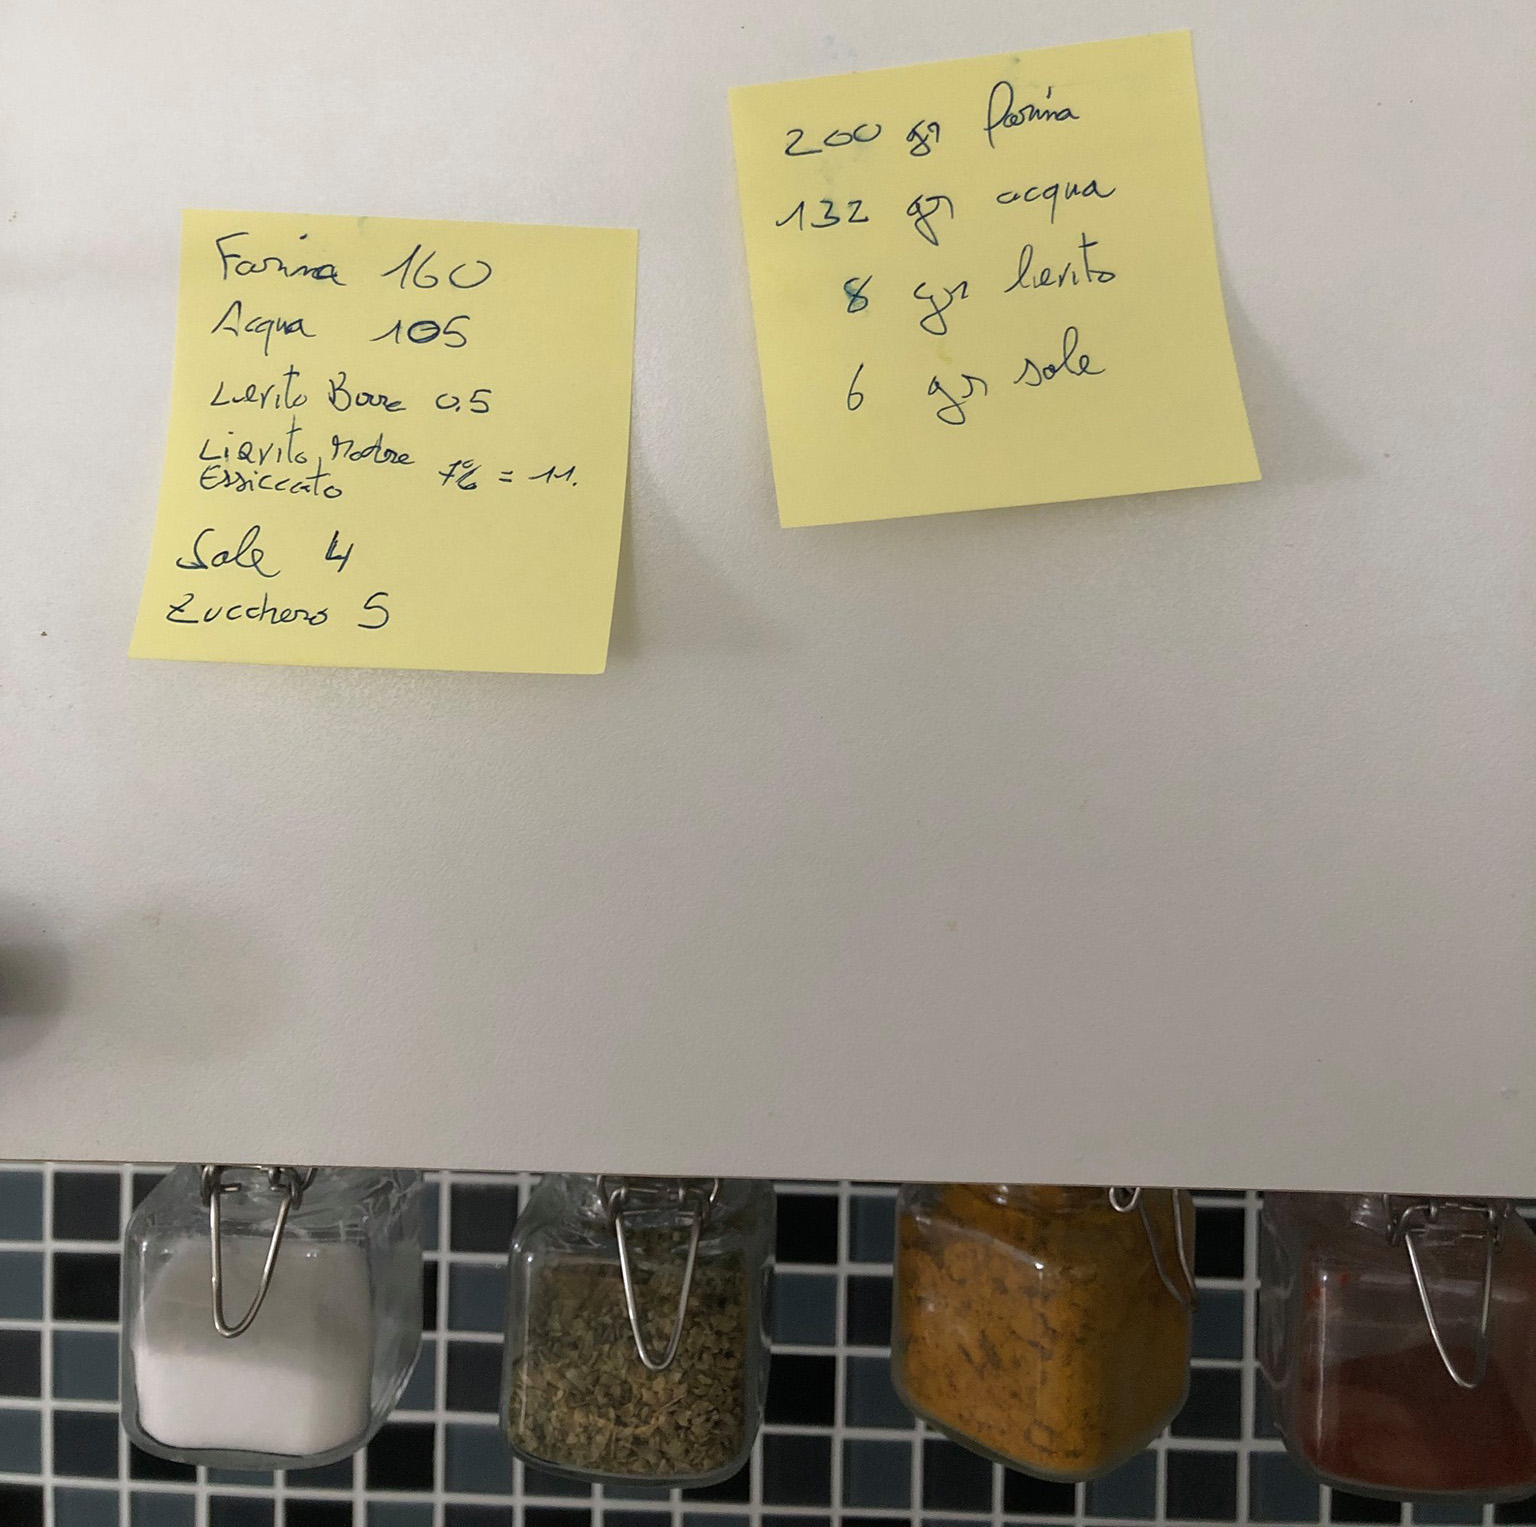 Farina 160
Acqua 105
Lievito Birra 0.5
Lievito Madre
Essiccato 7% = 11.
Sale 4
Zucchero 5
200 gr farina
132 gr acqua
8 gr lievito
6 gr sale